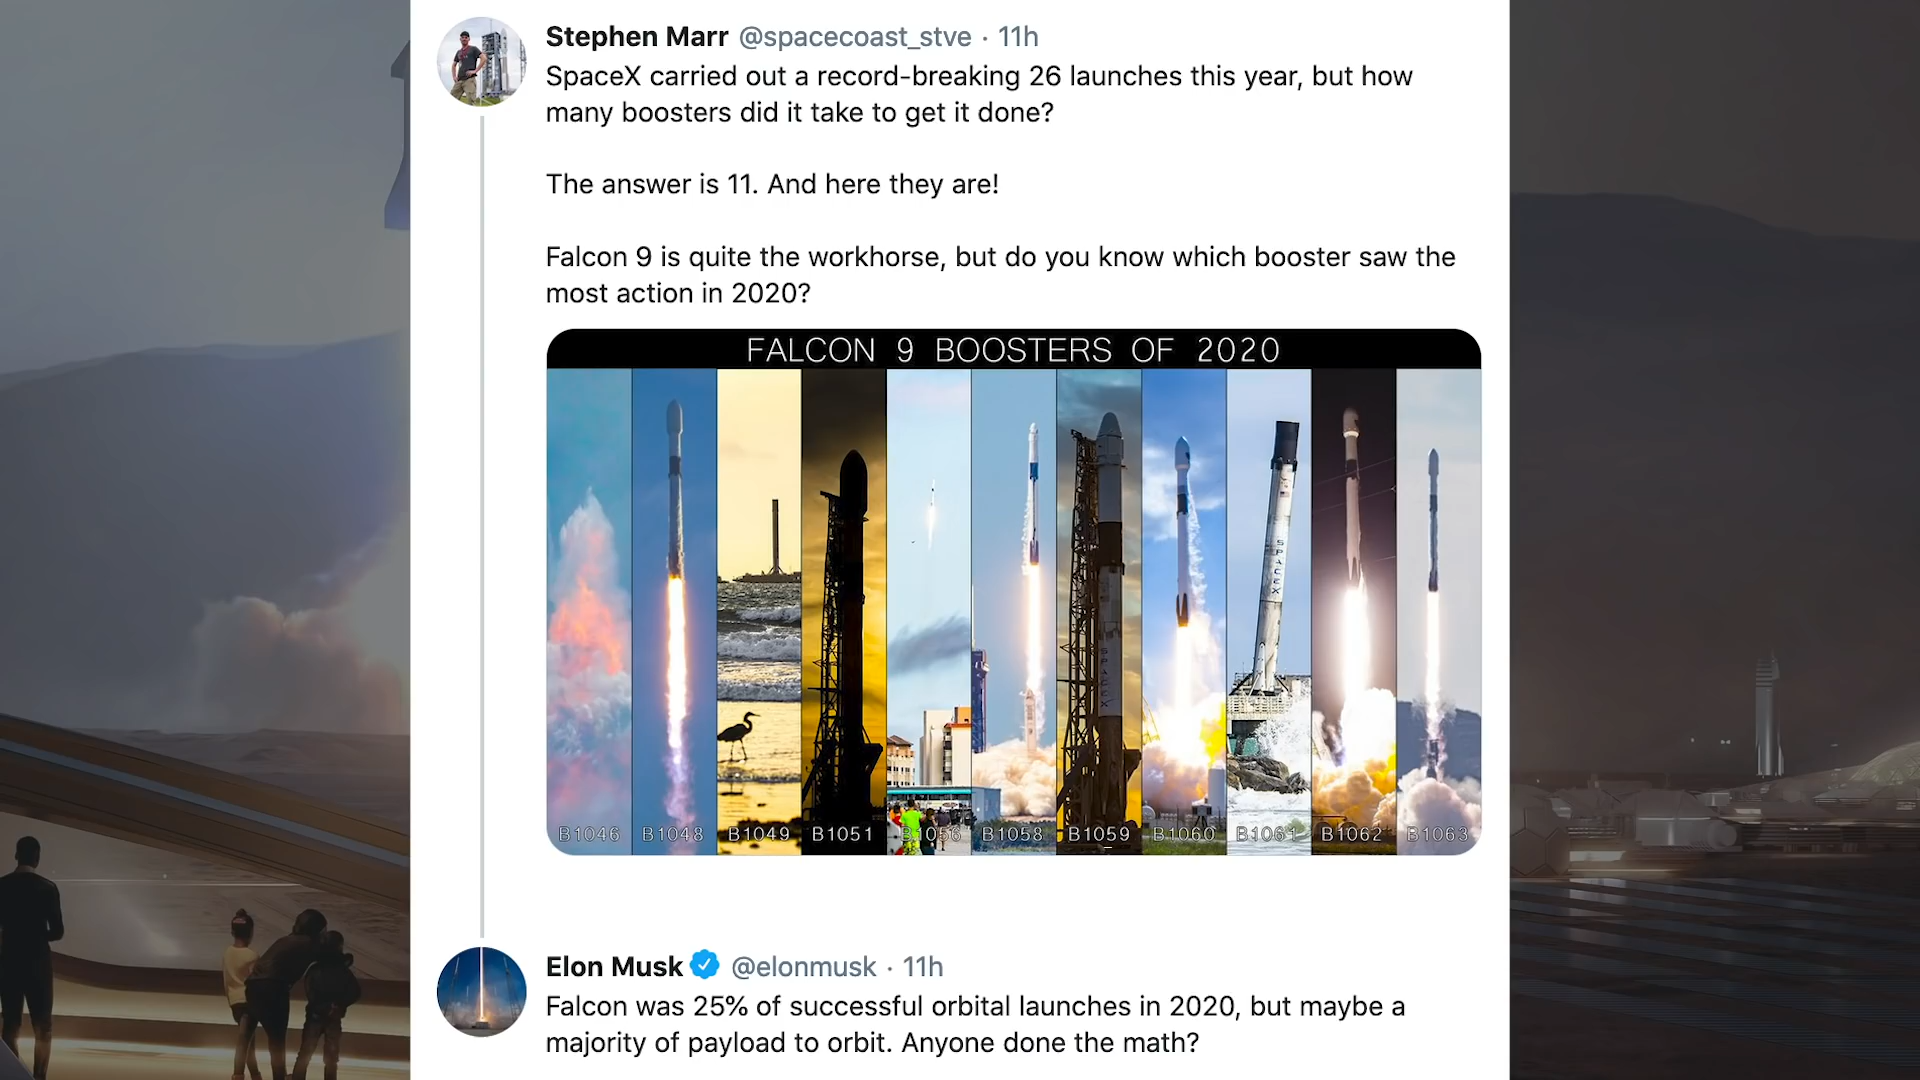 Stephen Marr @spacecoast_stve · 11h
SpaceX carried out a record-breaking 26 launches this year, but how
many boosters did it take to get it done?
The answer is 11. And here they are!
Falcon 9 is quite the workhorse, but do you know which booster saw the
most action in 2020?
FALCON 9 BOOSTERS OF 2020
SPACEX
SPACEX
B1046 B1048 B1049 B1051 B1056 B1058 B1059 B1060 B1061 B1062 B1063
Elon Musk @elonmusk · 11h
Falcon was 25% of successful orbital launches in 2020, but maybe a
majority of payload to orbit. Anyone done the math?